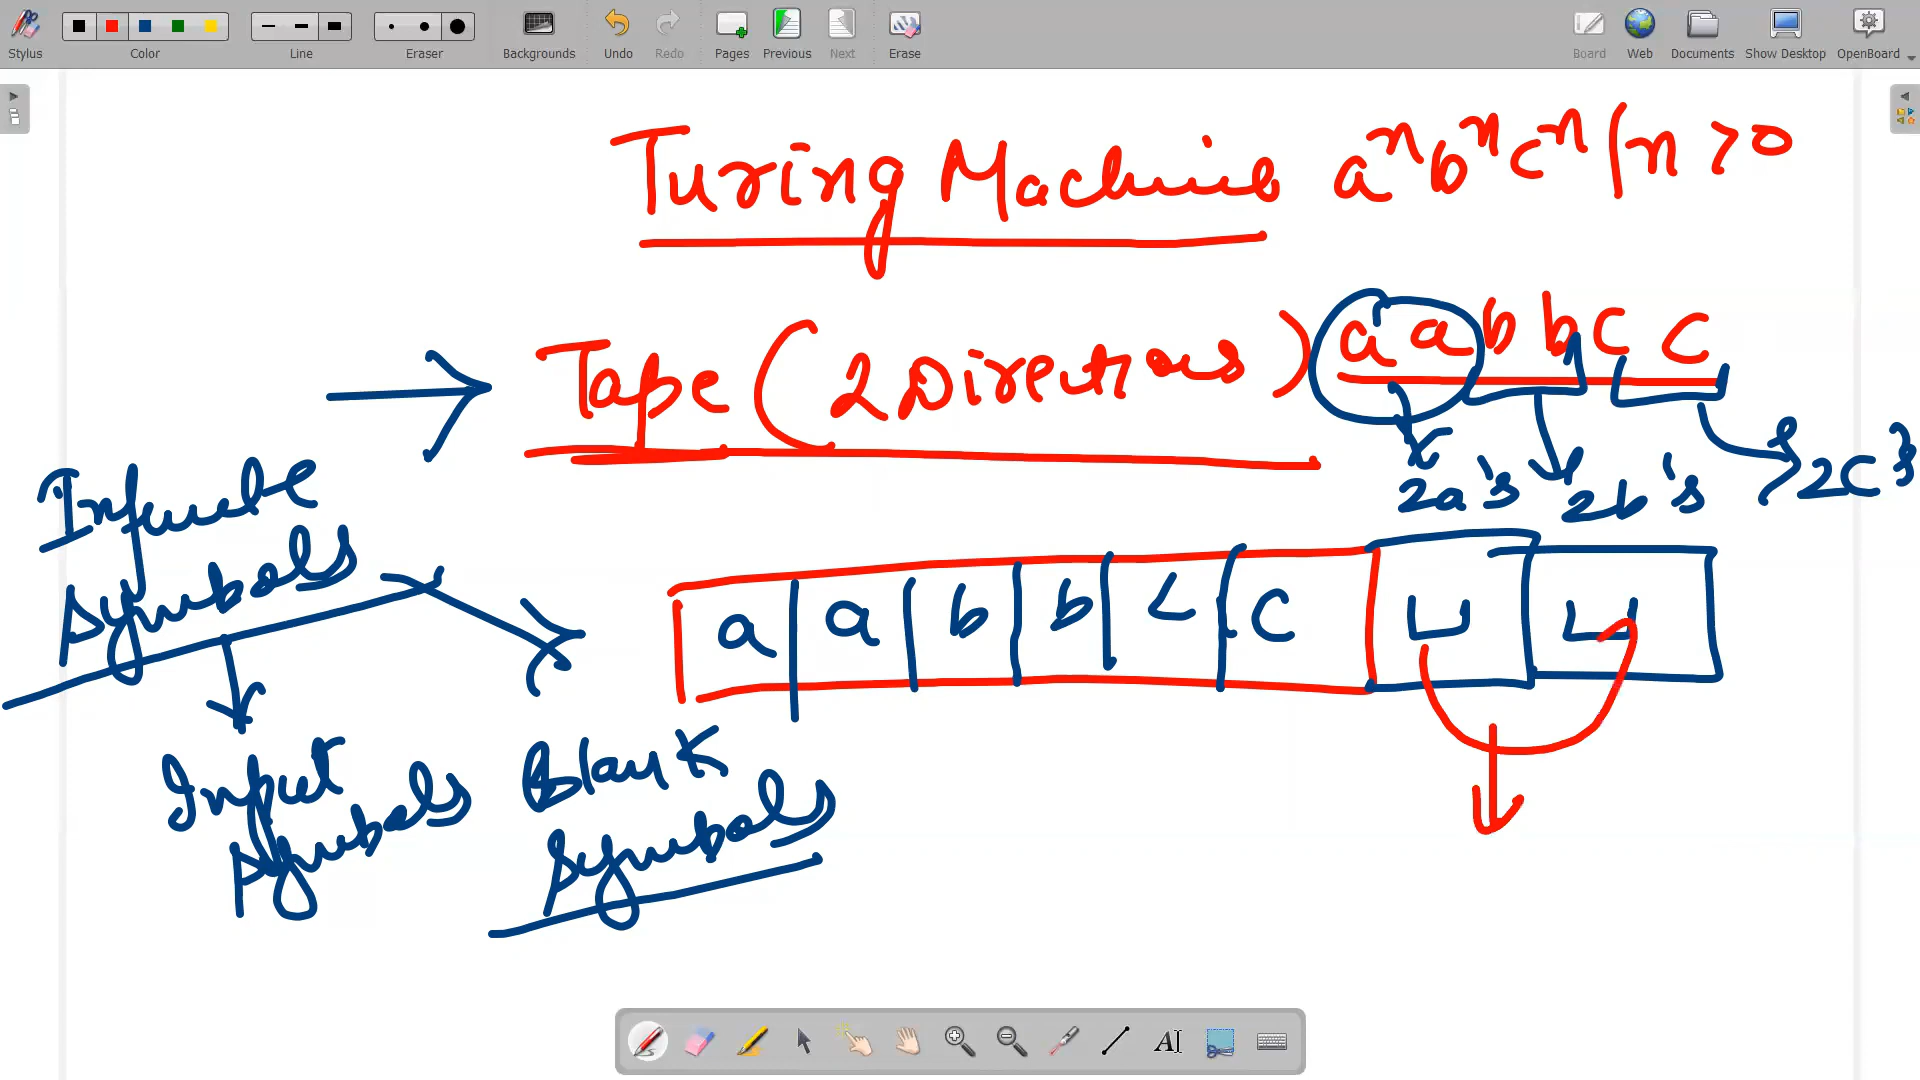 Stylus Color Line Eraser Backgrounds Undo Redo Pages Previous Next Erase Board Web Documents Show Desktop OpenBoard
Turing Machine aⁿbⁿcⁿ | n > 0
Tape (2 Directions) a a b b c c
2a's 2b's 2c's
Infinite
Symbols
a a b b c c ⊔ ⊔
Input
Symbols
Blank
Symbols